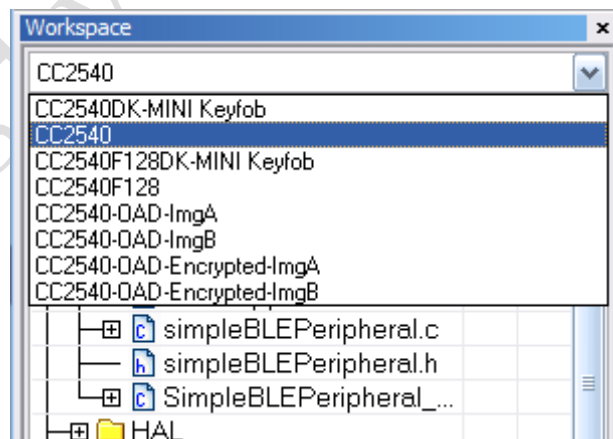 Workspace
CC2540
CC2540DK-MINI Keyfob
CC2540
CC2540F128DK-MINI Keyfob
CC2540F128
CC2540-OAD-ImgA
CC2540-OAD-ImgB
CC2540-OAD-Encrypted-ImgA
CC2540-OAD-Encrypted-ImgB
simpleBLEPeripheral.c
simpleBLEPeripheral.h
SimpleBLEPeripheral_...
HAL